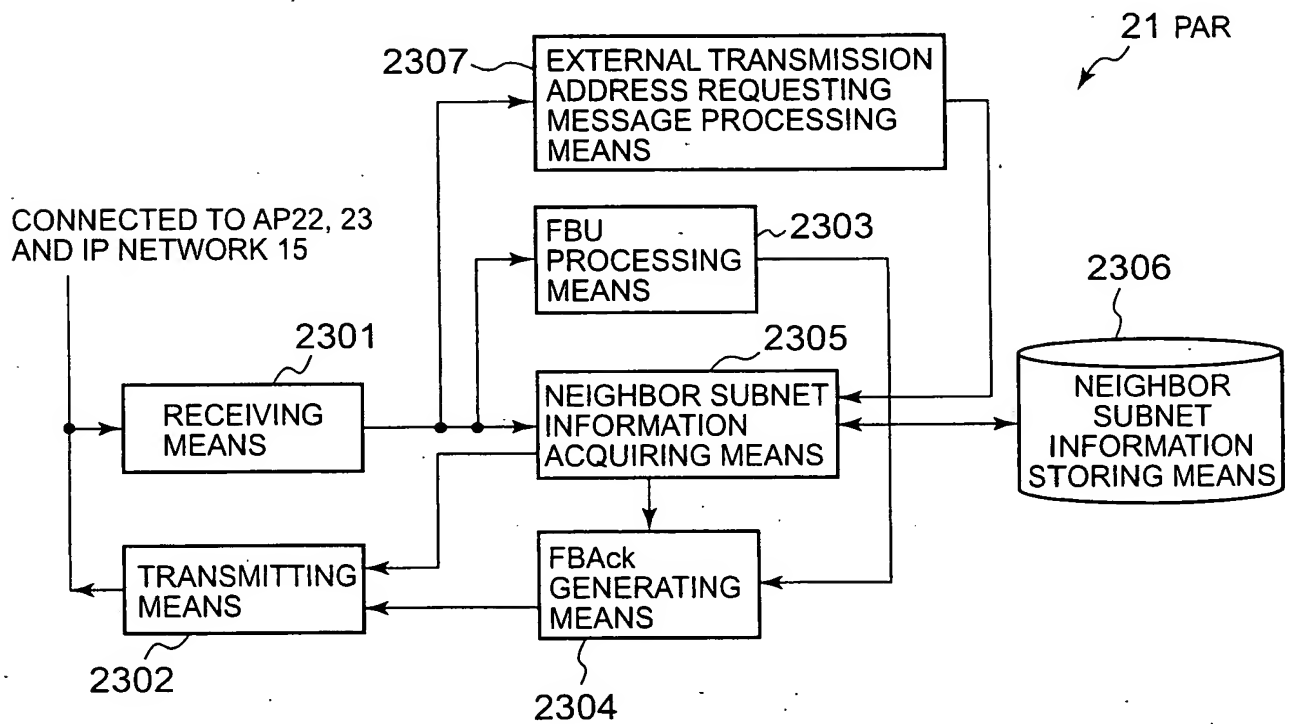 21 PAR
2307
EXTERNAL TRANSMISSION
ADDRESS REQUESTING
MESSAGE PROCESSING
MEANS
CONNECTED TO AP22, 23
AND IP NETWORK 15
FBU
PROCESSING
MEANS
2303
2306
2301
2305
RECEIVING
MEANS
NEIGHBOR SUBNET
INFORMATION
ACQUIRING MEANS
NEIGHBOR
SUBNET
INFORMATION
STORING MEANS
TRANSMITTING
MEANS
FBAck
GENERATING
MEANS
2302
2304